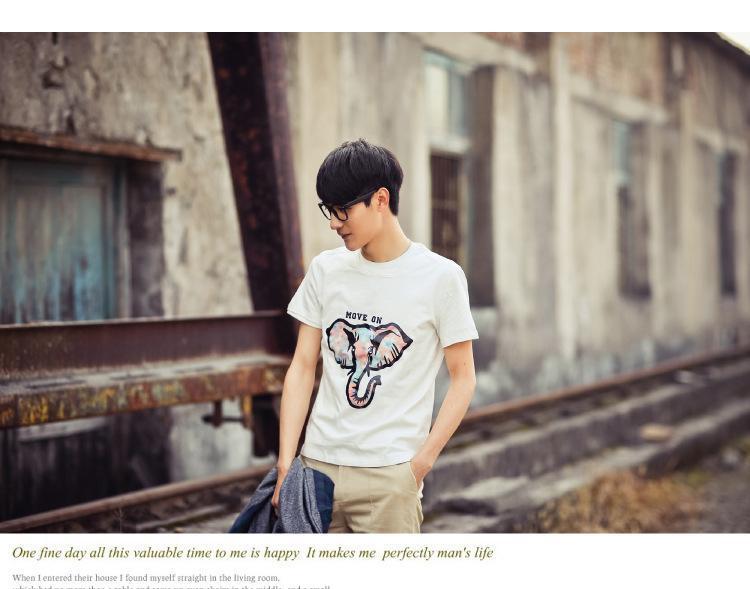 MOVE ON
One fine day all this valuable time to me is happy  It makes me  perfectly man's life
When I entered their house I found myself straight in the living room.